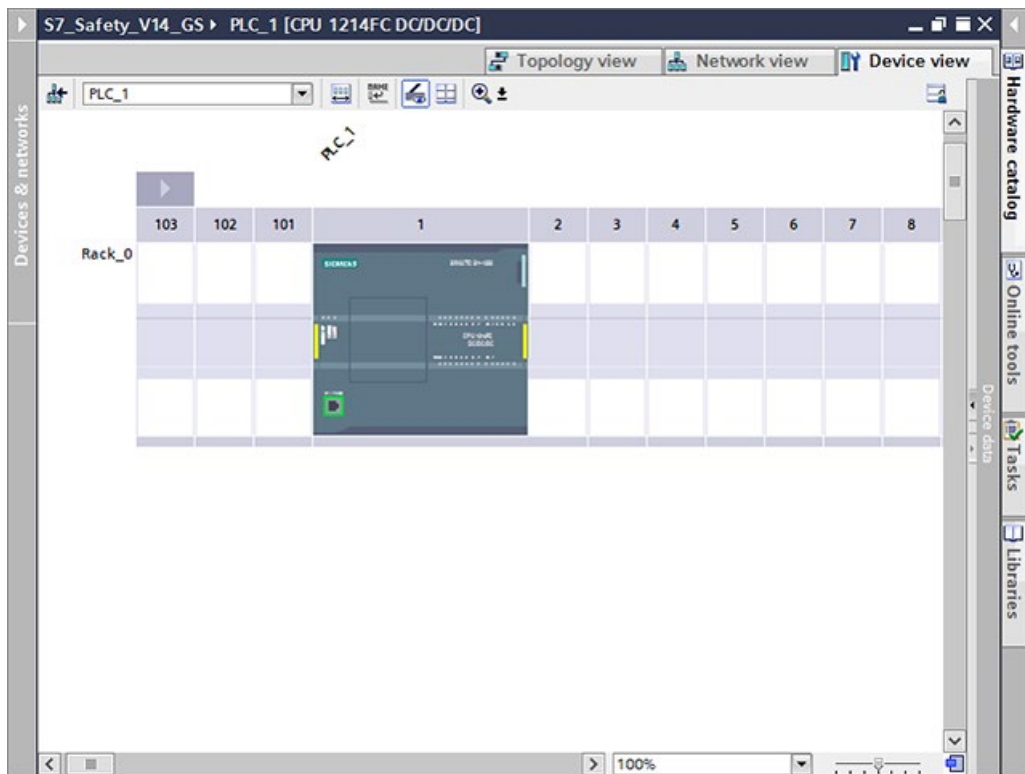 S7_Safety_V14_GS ▸ PLC_1 [CPU 1214FC DC/DC/DC]
Topology view
Network view
Device view
PLC_1
PLC_1
103 102 101 1 2 3 4 5 6 7 8
Rack_0
SIEMENS
100%
Devices & networks
Device data
Hardware catalog
Online tools
Tasks
Libraries